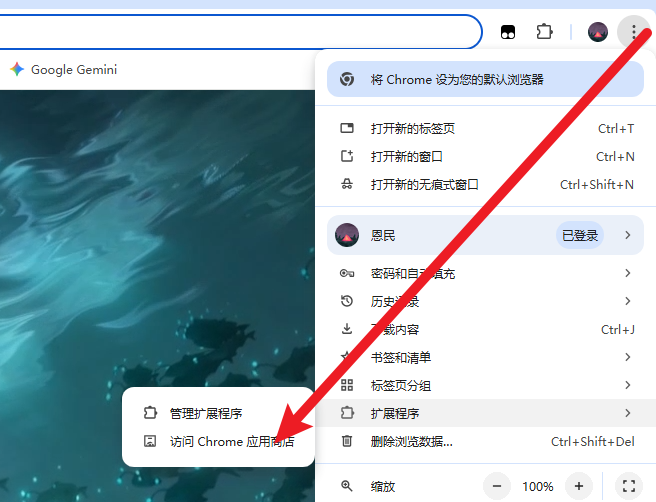 Google Gemini
将 Chrome 设为您的默认浏览器
打开新的标签页 Ctrl+T
打开新的窗口 Ctrl+N
打开新的无痕式窗口 Ctrl+Shift+N
恩民 已登录
密码和自动填充
历史记录
下载内容 Ctrl+J
书签和清单
标签页分组
扩展程序
管理扩展程序
访问 Chrome 应用商店
删除浏览数据... Ctrl+Shift+Del
缩放 − 100% +